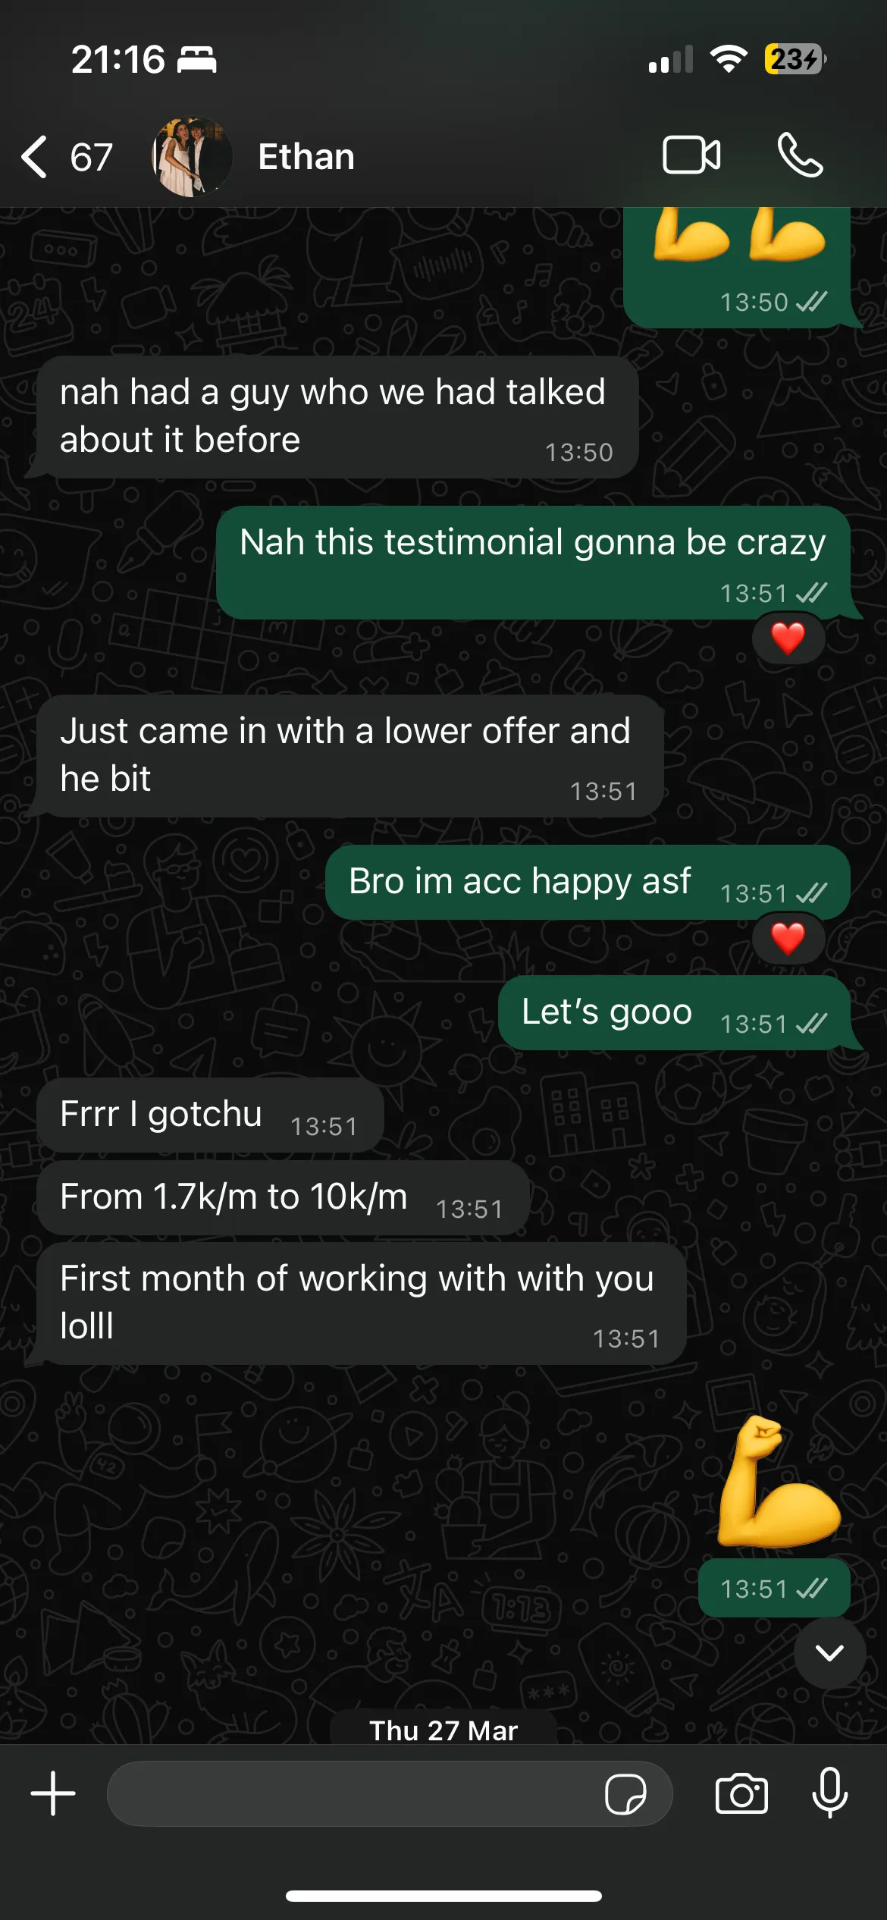 21:16
23
67
Ethan
13:50
nah had a guy who we had talked
about it before
13:50
Nah this testimonial gonna be crazy
13:51
Just came in with a lower offer and
he bit
13:51
Bro im acc happy asf 13:51
Let's gooo 13:51
Frrr I gotchu 13:51
From 1.7k/m to 10k/m 13:51
First month of working with with you
lolll
13:51
13:51
Thu 27 Mar